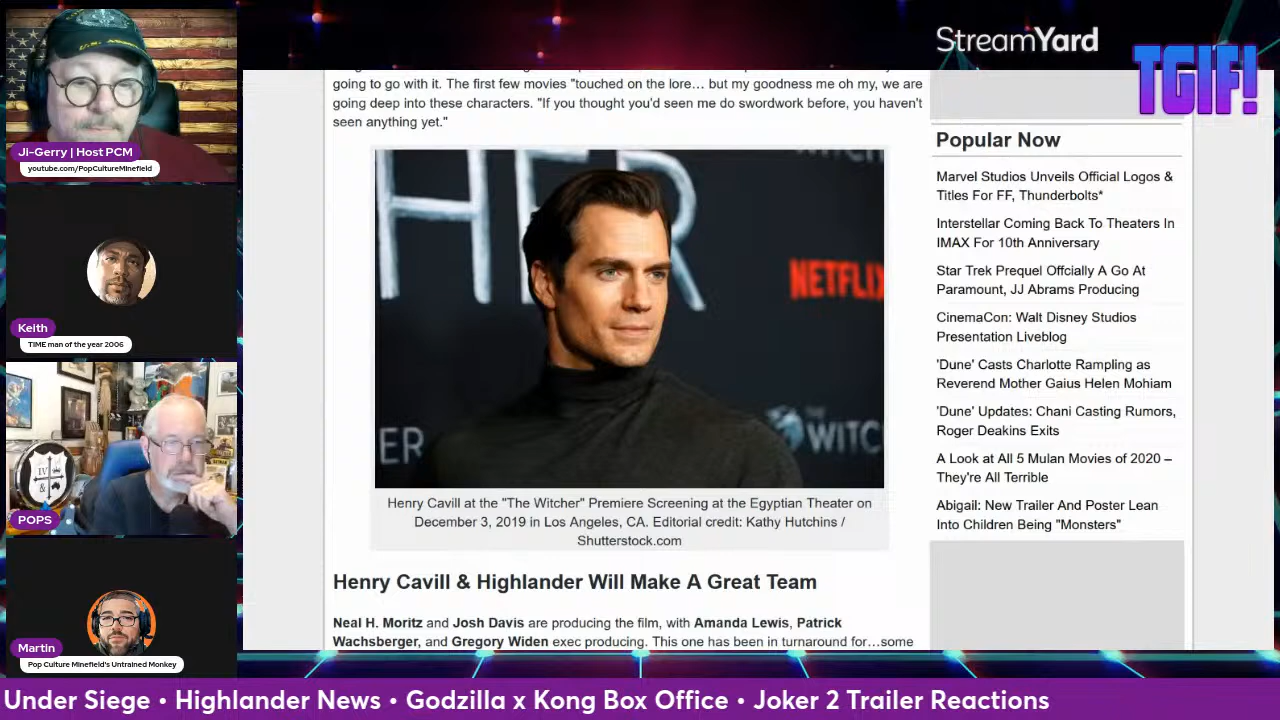 U.S. 
JI-Gerry | Host PCM
youtube.com/PopCultureMinefield
Keith
TIME man of the year 2006
IV
&
POPS
Martin
Pop Culture Minefield's Untrained Monkey
StreamYard
TGIF!
going to go with it. The first few movies "touched on the lore… but my goodness me oh my, we are
going deep into these characters. "If you thought you'd seen me do swordwork before, you haven't
seen anything yet."
HER
NETFLIX
ER
THE
WITC
Henry Cavill at the "The Witcher" Premiere Screening at the Egyptian Theater on
December 3, 2019 in Los Angeles, CA. Editorial credit: Kathy Hutchins /
Shutterstock.com
Henry Cavill & Highlander Will Make A Great Team
Neal H. Moritz and Josh Davis are producing the film, with Amanda Lewis, Patrick
Wachsberger, and Gregory Widen exec producing. This one has been in turnaround for…some
Popular Now
Marvel Studios Unveils Official Logos &
Titles For FF, Thunderbolts*
Interstellar Coming Back To Theaters In
IMAX For 10th Anniversary
Star Trek Prequel Offcially A Go At
Paramount, JJ Abrams Producing
CinemaCon: Walt Disney Studios
Presentation Liveblog
'Dune' Casts Charlotte Rampling as
Reverend Mother Gaius Helen Mohiam
'Dune' Updates: Chani Casting Rumors,
Roger Deakins Exits
A Look at All 5 Mulan Movies of 2020 –
They're All Terrible
Abigail: New Trailer And Poster Lean
Into Children Being "Monsters"
Under Siege • Highlander News • Godzilla x Kong Box Office • Joker 2 Trailer Reactions